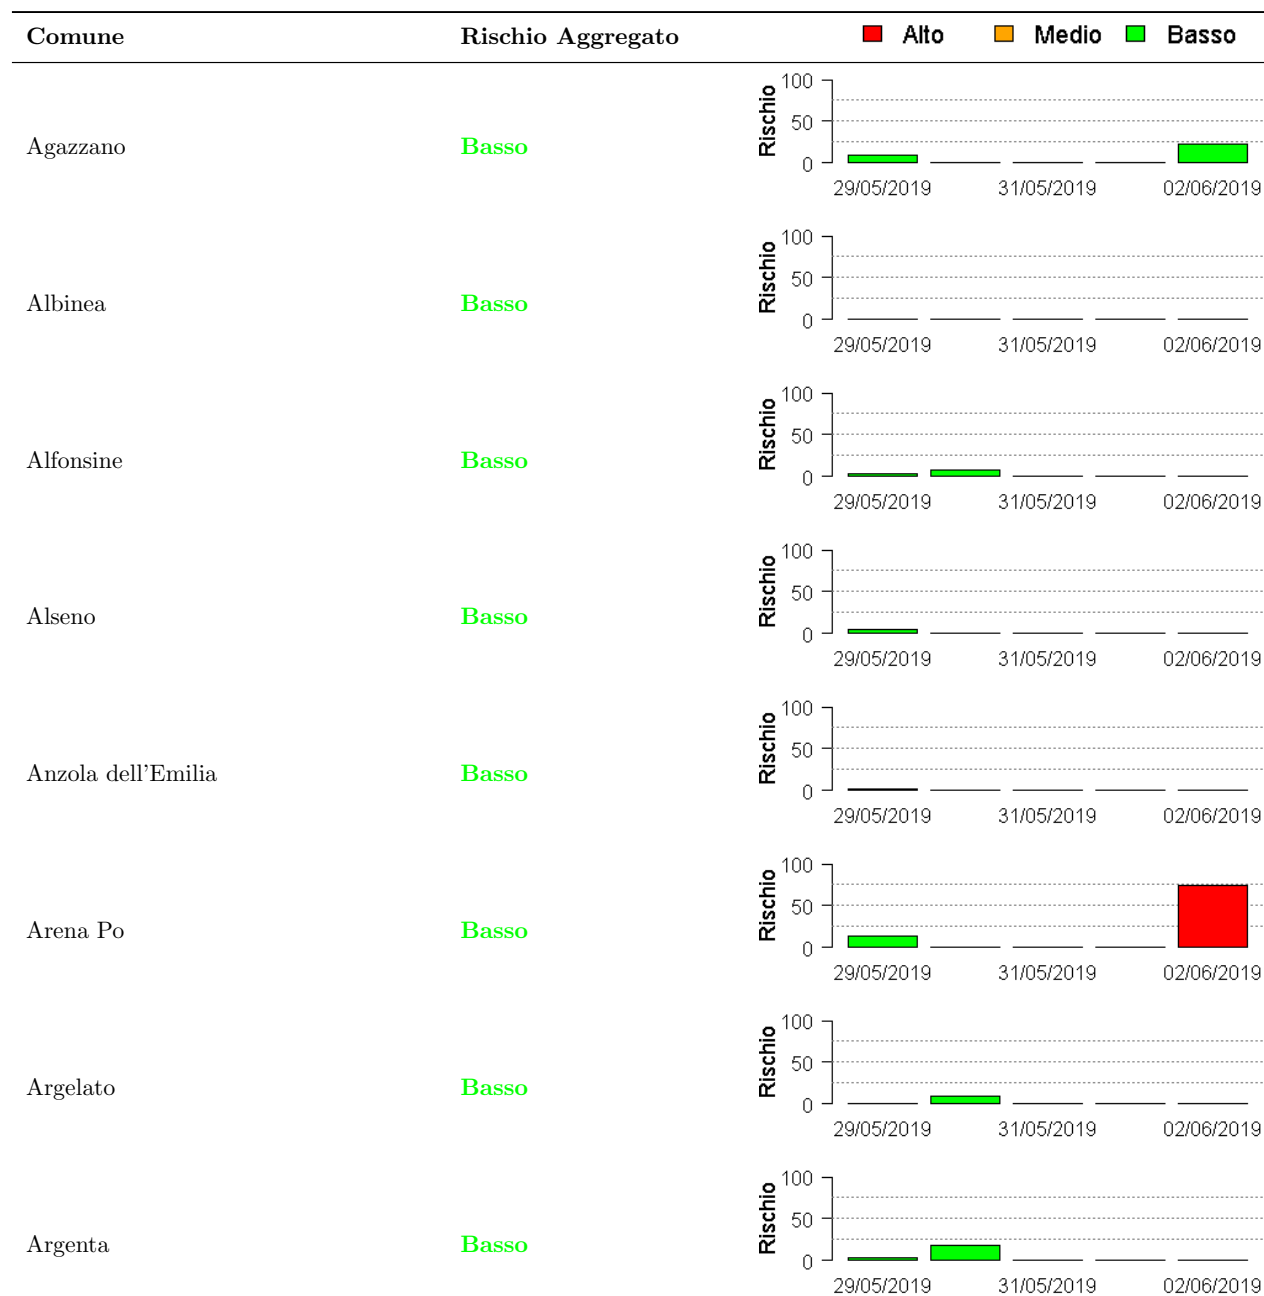 Comune Rischio Aggregato Alto Medio Basso
100
50
0
Rischio
Agazzano Basso
29/05/2019 31/05/2019 02/06/2019
100
50
0
Rischio
Albinea Basso
29/05/2019 31/05/2019 02/06/2019
100
50
0
Rischio
Alfonsine Basso
29/05/2019 31/05/2019 02/06/2019
100
50
0
Rischio
Alseno Basso
29/05/2019 31/05/2019 02/06/2019
100
50
0
Rischio
Anzola dell'Emilia Basso
29/05/2019 31/05/2019 02/06/2019
100
50
0
Rischio
Arena Po Basso
29/05/2019 31/05/2019 02/06/2019
100
50
0
Rischio
Argelato Basso
29/05/2019 31/05/2019 02/06/2019
100
50
0
Rischio
Argenta Basso
29/05/2019 31/05/2019 02/06/2019